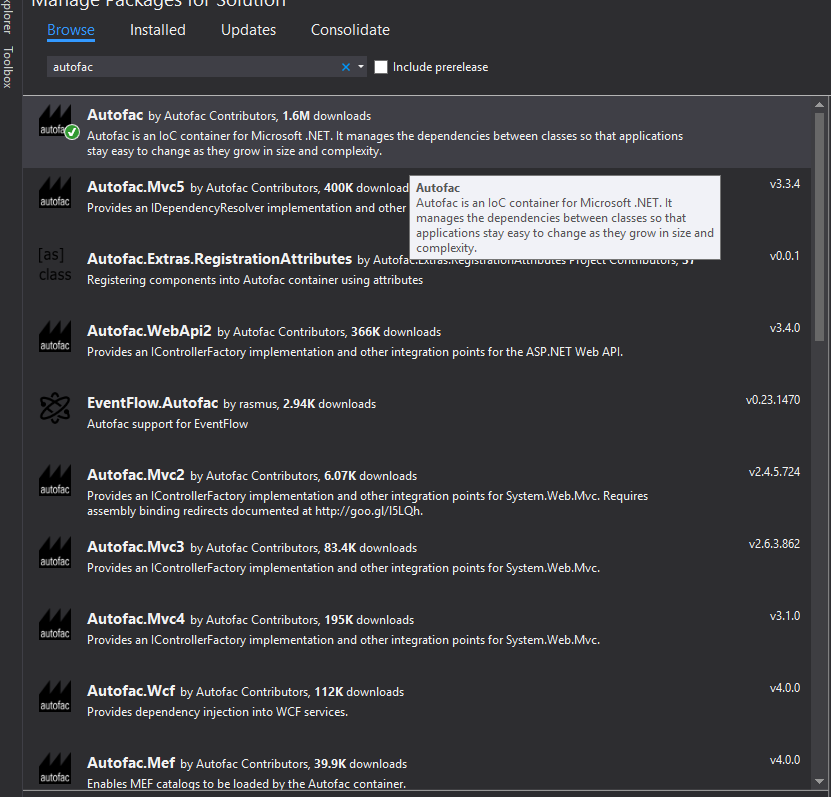 plorer
Toolbox
Manage Packages for Solution
Browse Installed Updates Consolidate
autofac Include prerelease
Autofac by Autofac Contributors, 1.6M downloads
autofac
Autofac is an IoC container for Microsoft .NET. It manages the dependencies between classes so that applications
stay easy to change as they grow in size and complexity.
Autofac.Mvc5 by Autofac Contributors, 400K download v3.3.4
autofac
Provides an IDependencyResolver implementation and other
Autofac
Autofac is an IoC container for Microsoft .NET. It
manages the dependencies between classes so that
applications stay easy to change as they grow in size and
complexity.
[as]
class
Autofac.Extras.RegistrationAttributes by Autofac.Extras.RegistrationAttributes Project Contributors, 37 v0.0.1
Registering components into Autofac container using attributes
Autofac.WebApi2 by Autofac Contributors, 366K downloads v3.4.0
autofac
Provides an IControllerFactory implementation and other integration points for the ASP.NET Web API.
EventFlow.Autofac by rasmus, 2.94K downloads v0.23.1470
Autofac support for EventFlow
Autofac.Mvc2 by Autofac Contributors, 6.07K downloads v2.4.5.724
autofac
Provides an IControllerFactory implementation and other integration points for System.Web.Mvc. Requires
assembly binding redirects documented at http://goo.gl/I5LQh.
Autofac.Mvc3 by Autofac Contributors, 83.4K downloads v2.6.3.862
autofac
Provides an IControllerFactory implementation and other integration points for System.Web.Mvc.
Autofac.Mvc4 by Autofac Contributors, 195K downloads v3.1.0
autofac
Provides an IControllerFactory implementation and other integration points for System.Web.Mvc.
Autofac.Wcf by Autofac Contributors, 112K downloads v4.0.0
autofac
Provides dependency injection into WCF services.
Autofac.Mef by Autofac Contributors, 39.9K downloads v4.0.0
autofac
Enables MEF catalogs to be loaded by the Autofac container.